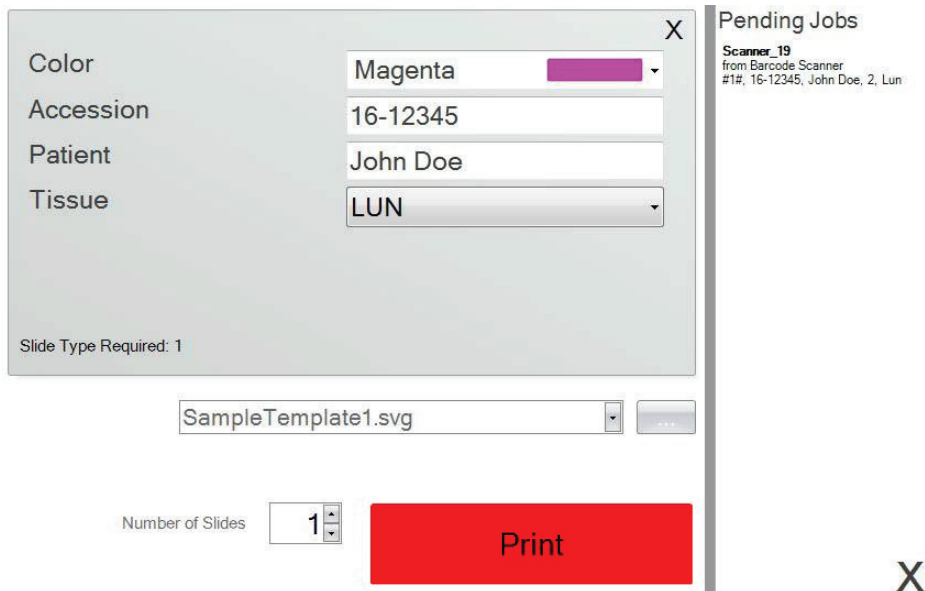 X
Color Magenta
Accession 16-12345
Patient John Doe
Tissue LUN
Slide Type Required: 1
SampleTemplate1.svg ...
Number of Slides 1 Print
Pending Jobs
Scanner_19
from Barcode Scanner
#1#, 16-12345, John Doe, 2, Lun
X